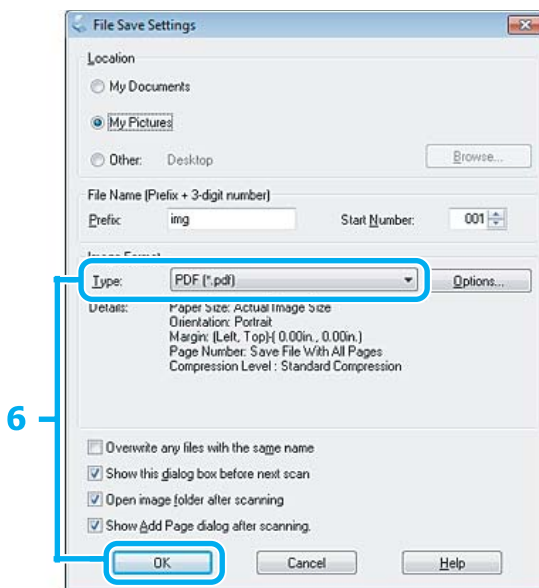 File Save Settings
Location
My Documents
My Pictures
Other: Desktop Browse...
File Name (Prefix + 3-digit number)
Prefix: img Start Number: 001
Image Format
Type: PDF (*.pdf) Options...
Details: Paper Size: Actual Image Size
Orientation: Portrait
Margin: (Left, Top)-( 0.00in., 0.00in.)
Page Number: Save File With All Pages
Compression Level : Standard Compression
6
Overwrite any files with the same name
Show this dialog box before next scan
Open image folder after scanning
Show Add Page dialog after scanning.
OK Cancel Help